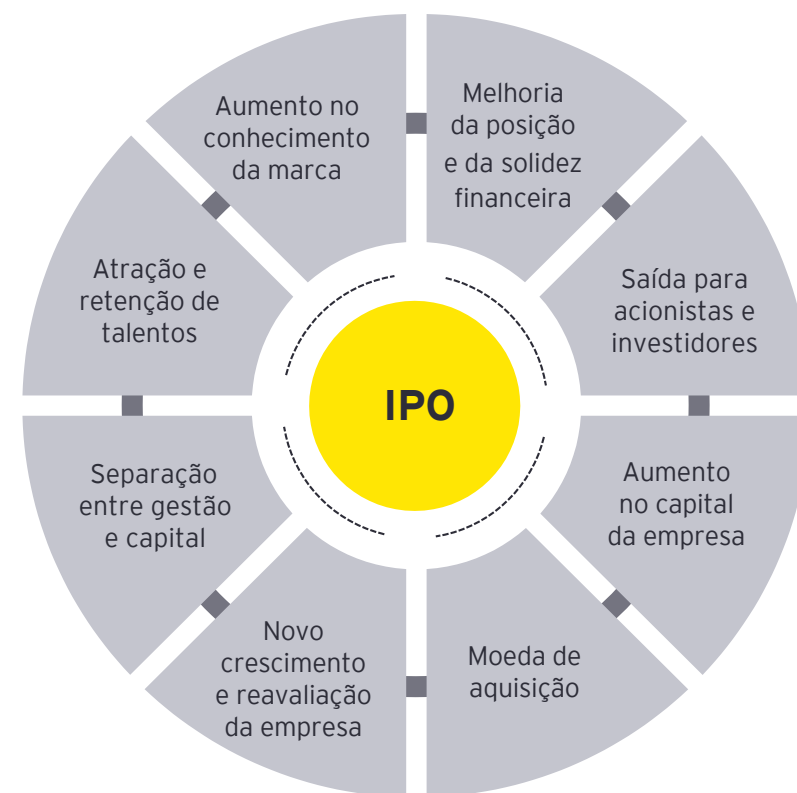 Melhoria
da posição
e da solidez
financeira
Saída para
acionistas e
investidores
Aumento
no capital
da empresa
Moeda de
aquisição
Novo
crescimento
e reavaliação
da empresa
Separação
entre gestão
e capital
Atração e
retenção de
talentos
Aumento no
conhecimento
da marca
IPO